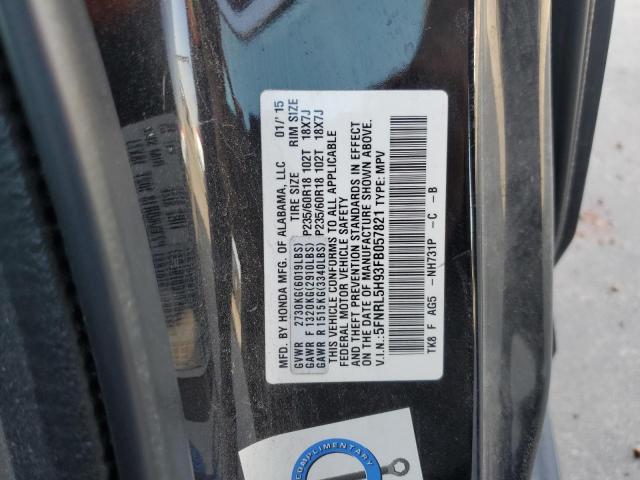 MFD. BY HONDA MFG. OF ALABAMA, LLC 01/'15
TIRE SIZE RIM SIZE
GVWR 2730KG(6019LBS)
GAWR F 1320KG(2910LBS) P235/60R18 102T 18X7J
GAWR R 1515KG(3340LBS) P235/60R18 102T 18X7J
THIS VEHICLE CONFORMS TO ALL APPLICABLE
FEDERAL MOTOR VEHICLE SAFETY
AND THEFT PREVENTION STANDARDS IN EFFECT
ON THE DATE OF MANUFACTURE SHOWN ABOVE.
V.I.N.:5FNRL5H93FB057821 TYPE: MPV
TK8 F AG5 -NH731P -C -B
COMPLIMENTARY